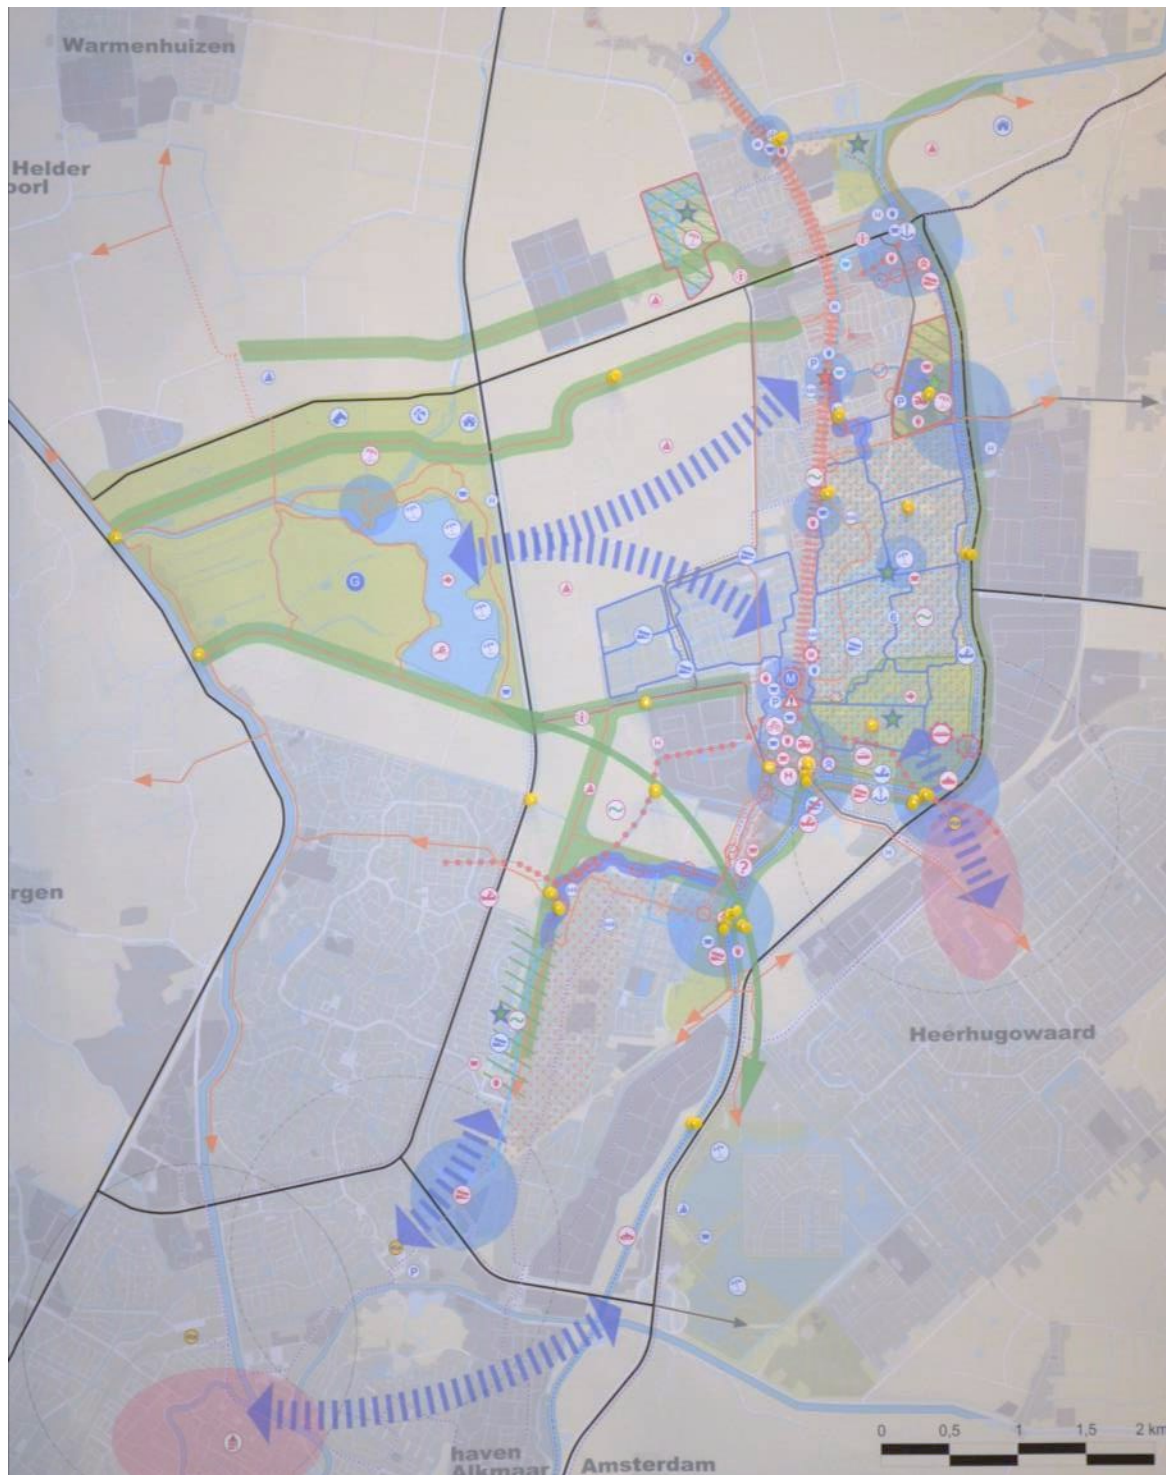 Warmenhuizen
Helder
oorl
rgen
G
M
H
P
?
Heerhugowaard
P
haven
Alkmaar
Amsterdam
0 0,5 1 1,5 2 km